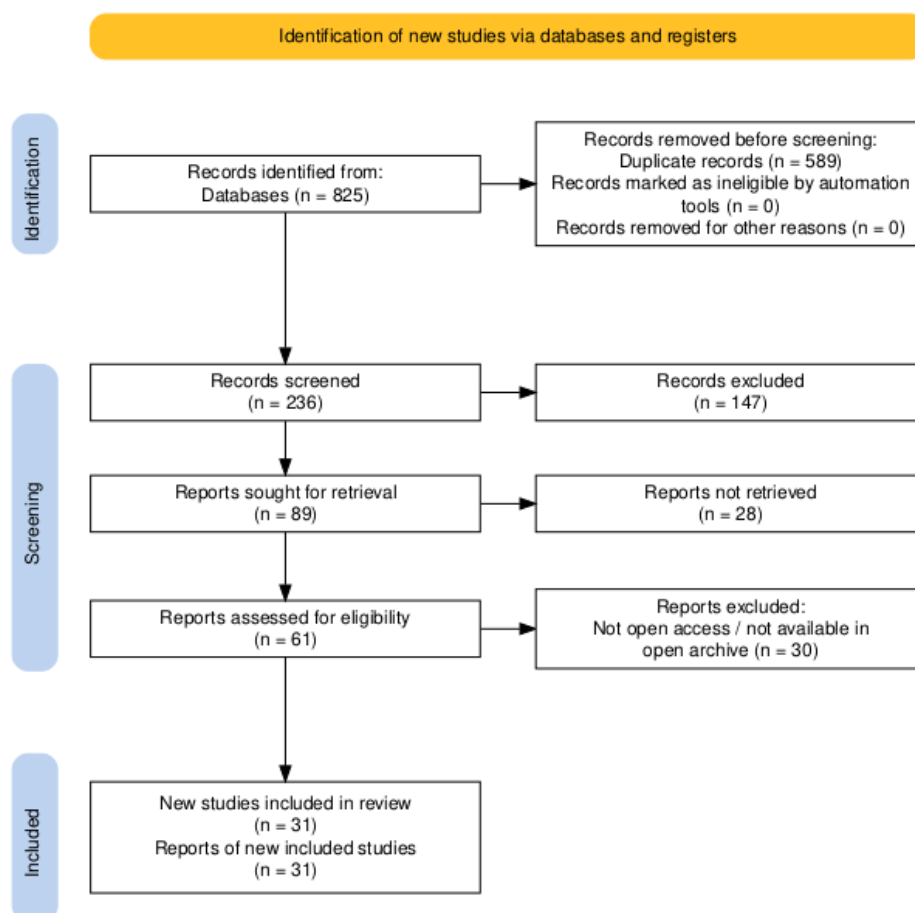 Identification of new studies via databases and registers
Identification
Records identified from:
Databases (n = 825)
Records removed before screening:
Duplicate records (n = 589)
Records marked as ineligible by automation
tools (n = 0)
Records removed for other reasons (n = 0)
Screening
Records screened
(n = 236)
Records excluded
(n = 147)
Reports sought for retrieval
(n = 89)
Reports not retrieved
(n = 28)
Reports assessed for eligibility
(n = 61)
Reports excluded:
Not open access / not available in
open archive (n = 30)
Included
New studies included in review
(n = 31)
Reports of new included studies
(n = 31)